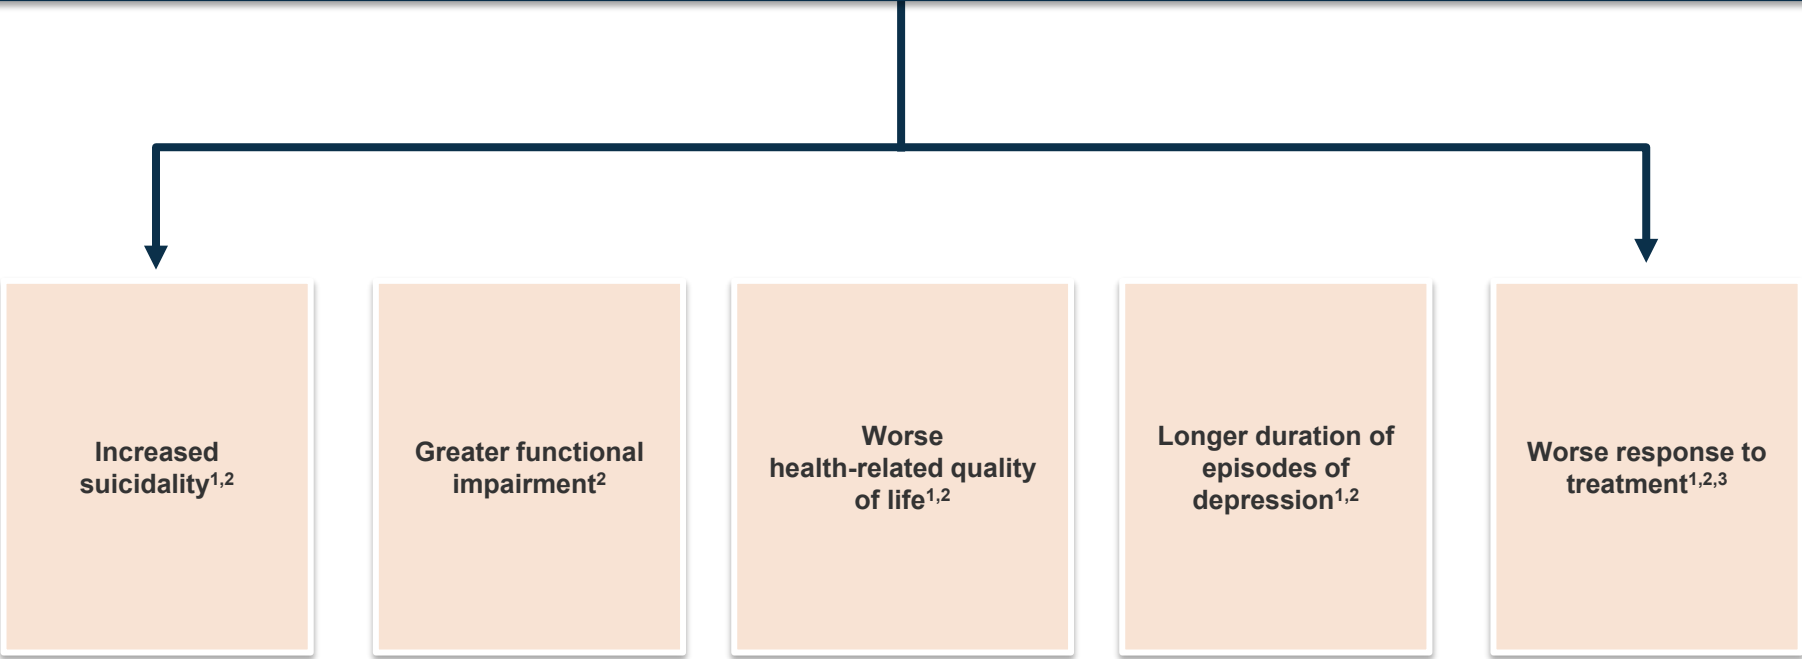 Increased
suicidality1,2
Greater functional
impairment2
Worse
health-related quality
of life1,2
Longer duration of
episodes of
depression1,2
Worse response to
treatment1,2,3